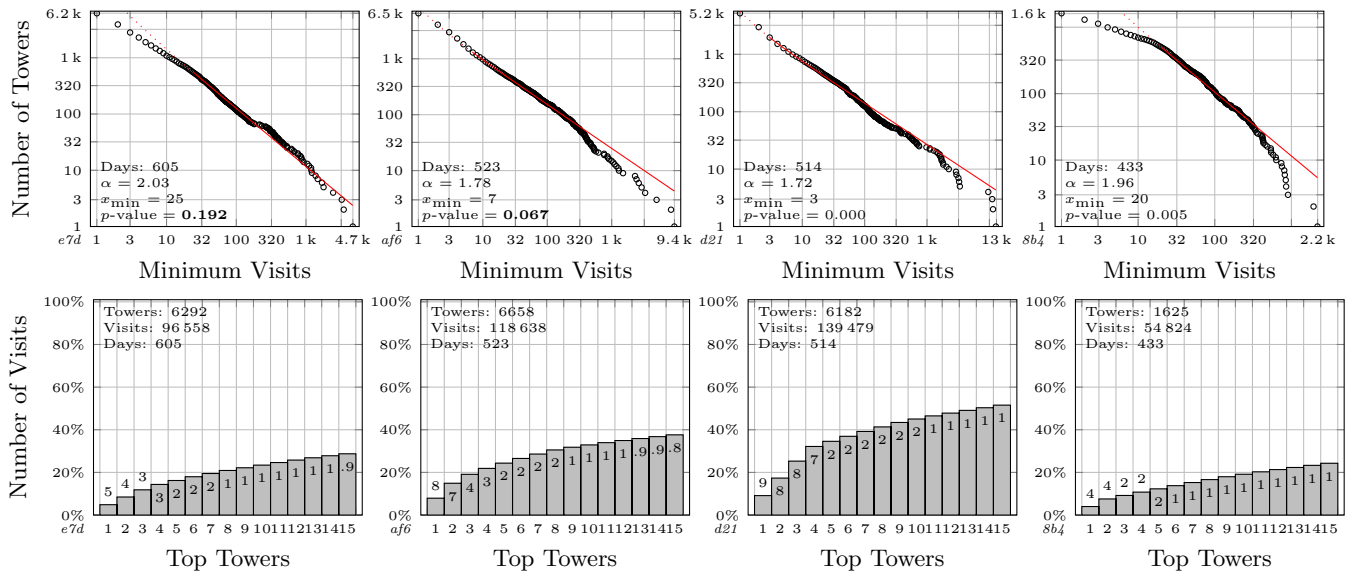 Number of Towers
6.2 k
1 k
320
100
32
10
3
1
Days: 605
α = 2.03
xmin = 25
p-value = 0.192
e7d
1 3 10 32 100 320 1 k 4.7 k
Minimum Visits
6.5 k
1 k
320
100
32
10
3
1
Days: 523
α = 1.78
xmin = 7
p-value = 0.067
af6
1 3 10 32 100 320 1 k 9.4 k
Minimum Visits
5.2 k
1 k
320
100
32
10
3
1
Days: 514
α = 1.72
xmin = 3
p-value = 0.000
d21
1 3 10 32 100 320 1 k 13 k
Minimum Visits
1.6 k
320
100
32
10
3
1
Days: 433
α = 1.96
xmin = 20
p-value = 0.005
8b4
1 3 10 32 100 320 2.2 k
Minimum Visits
Number of Visits
100%
80%
60%
40%
20%
0%
Towers: 6292
Visits: 96 558
Days: 605
5 4 3 3 2 2 2 1 1 1 1 1 1 1 .9
e7d
1 2 3 4 5 6 7 8 9 10 11 12 13 14 15
Top Towers
100%
80%
60%
40%
20%
0%
Towers: 6658
Visits: 118 638
Days: 523
8 7 4 3 2 2 2 2 1 1 1 1 .9 .9 .8
af6
1 2 3 4 5 6 7 8 9 10 11 12 13 14 15
Top Towers
100%
80%
60%
40%
20%
0%
Towers: 6182
Visits: 139 479
Days: 514
9 8 8 7 2 2 2 2 2 2 1 1 1 1 1
d21
1 2 3 4 5 6 7 8 9 10 11 12 13 14 15
Top Towers
100%
80%
60%
40%
20%
0%
Towers: 1625
Visits: 54 824
Days: 433
4 4 2 2 2 1 1 1 1 1 1 1 1 1 1
8b4
1 2 3 4 5 6 7 8 9 10 11 12 13 14 15
Top Towers